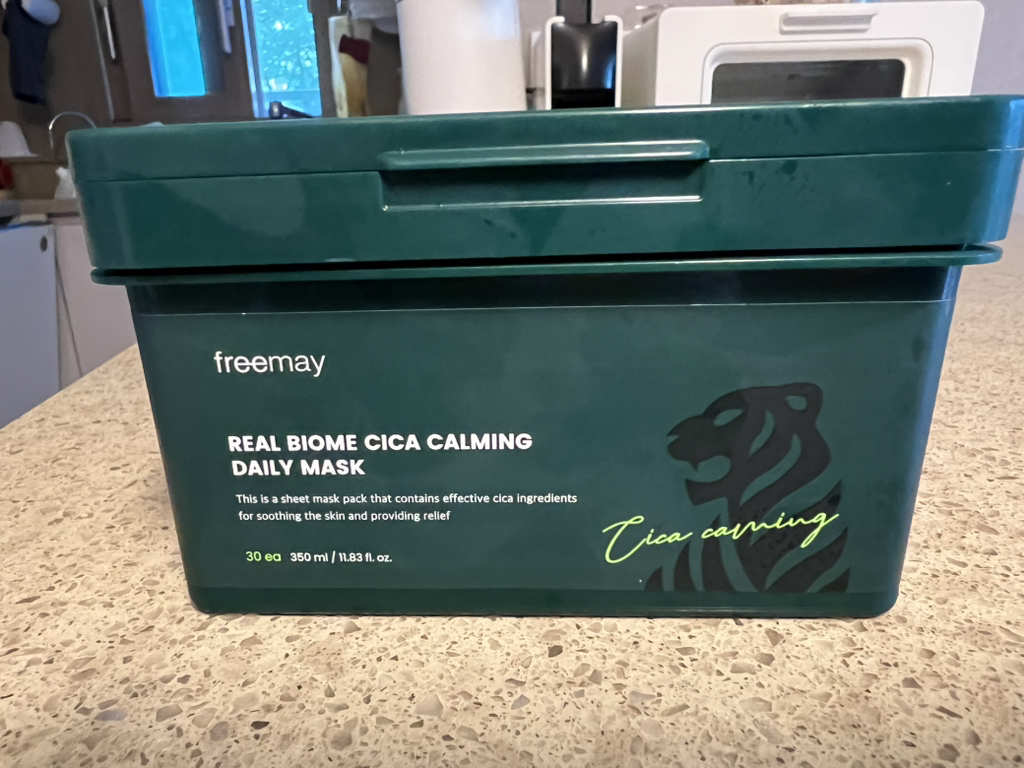 freemay
REAL BIOME CICA CALMING
DAILY MASK
This is a sheet mask pack that contains effective cica ingredients
for soothing the skin and providing relief
30 ea 350 ml / 11.83 fl. oz.
Cica calming